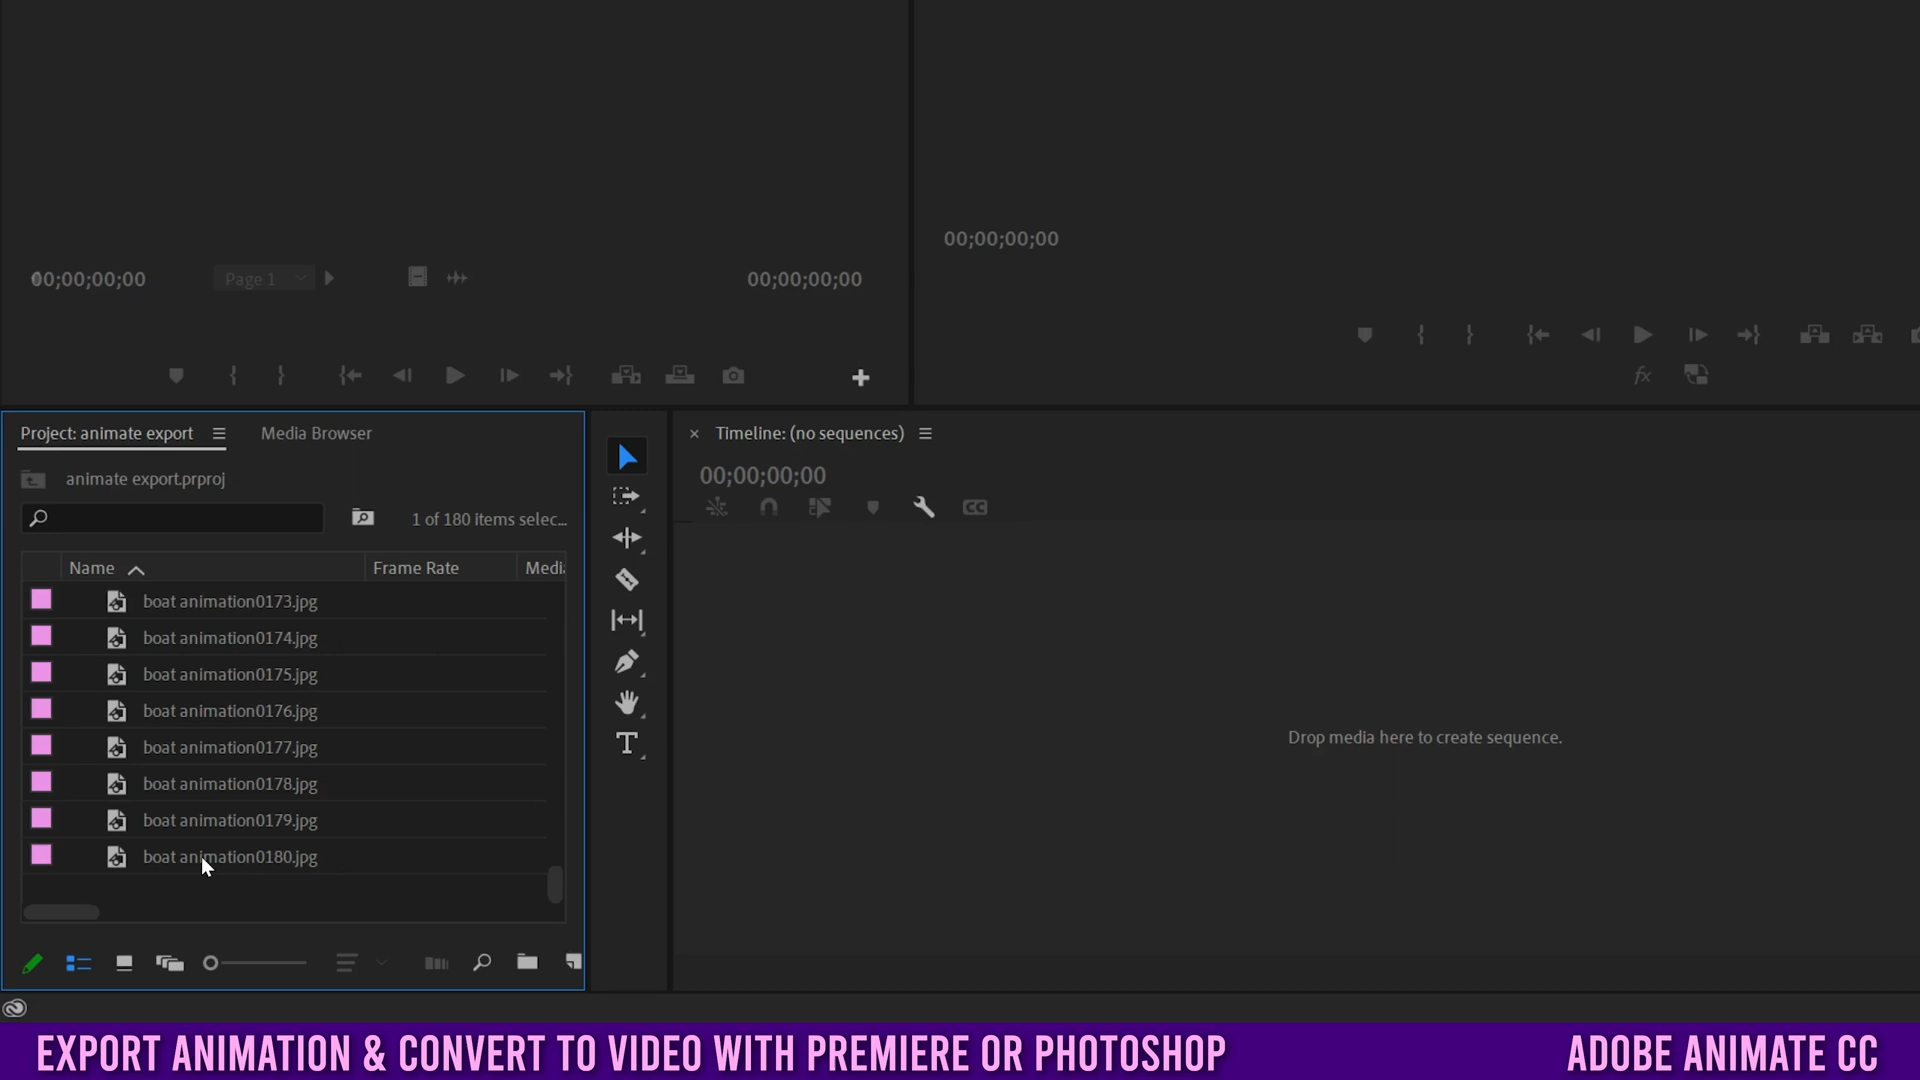 00;00;00;00
00;00;00;00
Page 1
00;00;00;00
fx
Project: animate export
Media Browser
animate export.prproj
1 of 180 items selec...
Name
Frame Rate
Medi
boat animation0173.jpg
boat animation0174.jpg
boat animation0175.jpg
boat animation0176.jpg
boat animation0177.jpg
boat animation0178.jpg
boat animation0179.jpg
boat animation0180.jpg
T
Timeline: (no sequences)
00;00;00;00
CC
Drop media here to create sequence.
EXPORT ANIMATION & CONVERT TO VIDEO WITH PREMIERE OR PHOTOSHOP
ADOBE ANIMATE CC